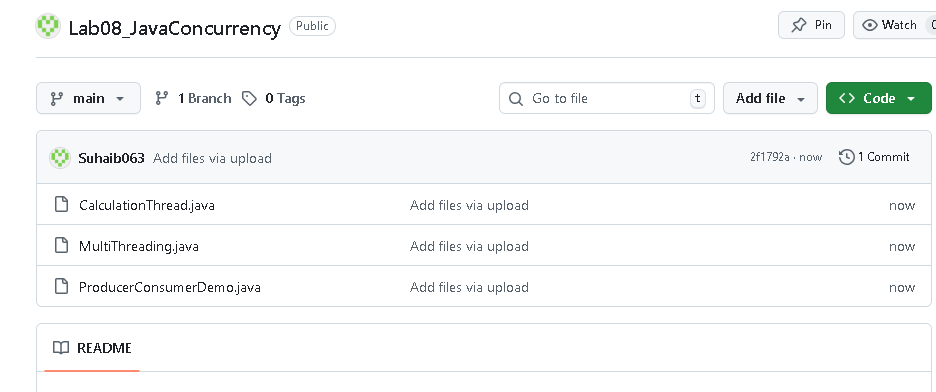 Lab08_JavaConcurrency Public Pin Watch
main 1 Branch 0 Tags Go to file t Add file Code
Suhaib063 Add files via upload 2f1792a · now 1 Commit
CalculationThread.java Add files via upload now
MultiThreading.java Add files via upload now
ProducerConsumerDemo.java Add files via upload now
README